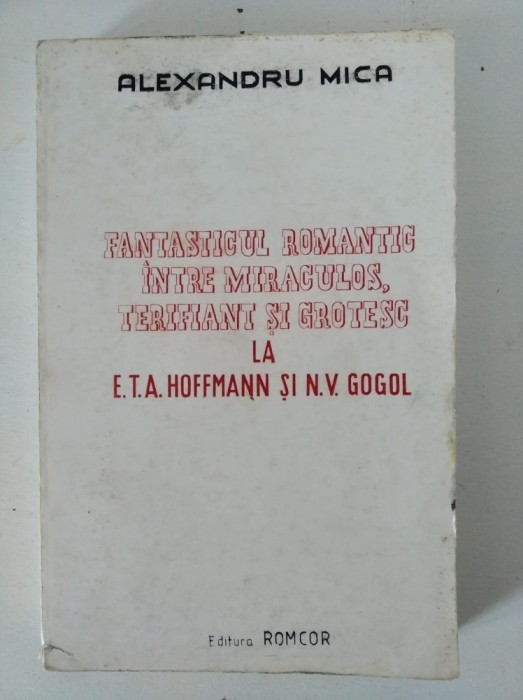 ALEXANDRU MICA
FANTASTICUL ROMANTIC
ÎNTRE MIRACULOS,
TERIFIANT ȘI GROTESC
LA
E.T.A. HOFFMANN ȘI N.V. GOGOL
Editura ROMCOR